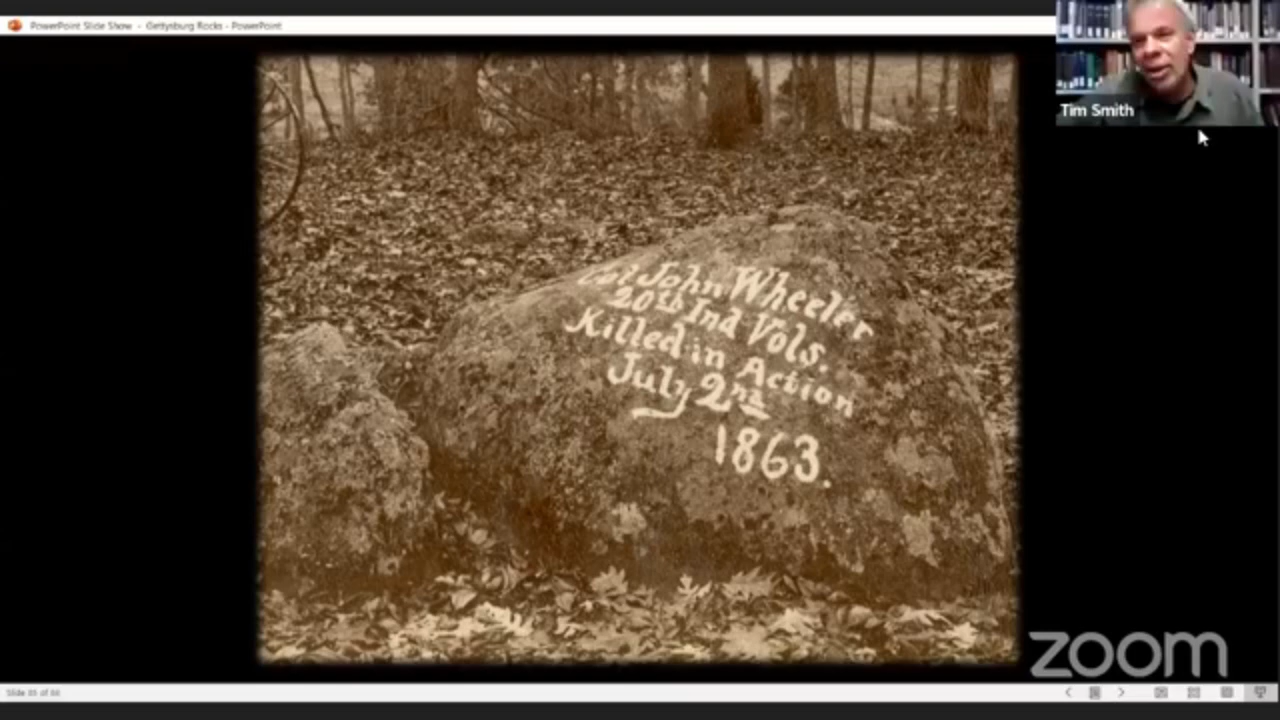 PowerPoint Slide Show - Gettysburg Rocks - PowerPoint
Tim Smith
Col John Wheeler
20th Ind Vols.
Killed in Action
July 2nd
1863.
zoom